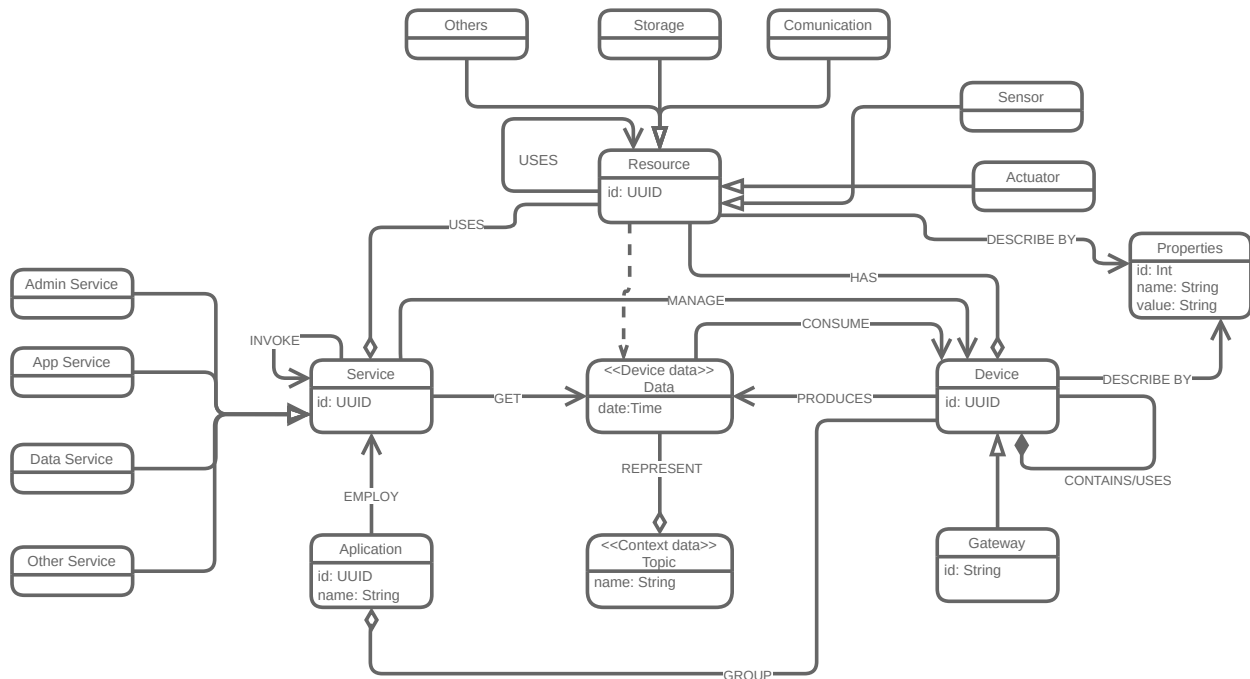 Others
Storage
Comunication
Sensor
USES
Resource
id: UUID
Actuator
USES
DESCRIBE BY
Properties
id: Int
name: String
value: String
HAS
Admin Service
MANAGE
CONSUME
INVOKE
App Service
Service
id: UUID
<<Device data>>
Data
date:Time
Device
id: UUID
DESCRIBE BY
GET
PRODUCES
Data Service
REPRESENT
CONTAINS/USES
EMPLOY
Other Service
Aplication
id: UUID
name: String
<<Context data>>
Topic
name: String
Gateway
id: String
GROUP